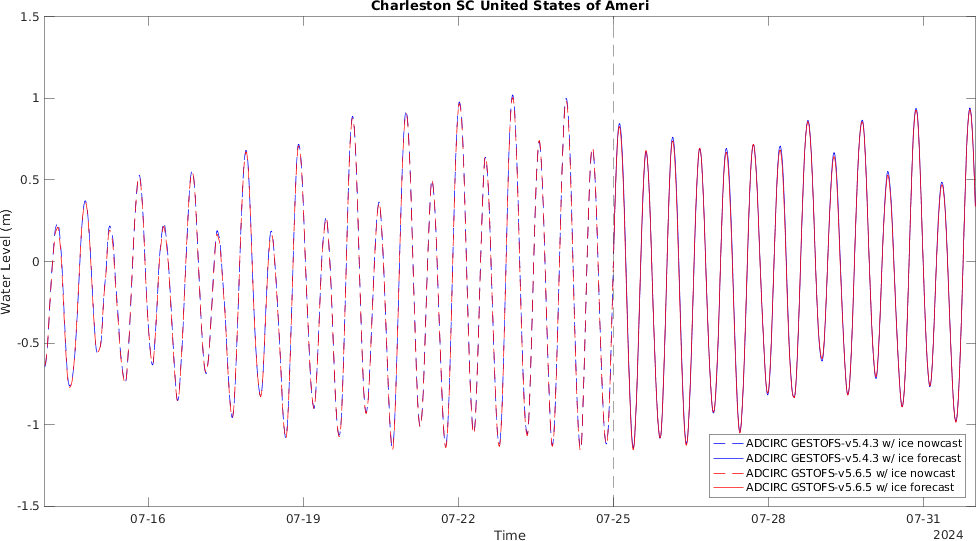 Charleston SC United States of Ameri
1.5
1
0.5
0
-0.5
-1
-1.5
Water Level (m)
07-16 07-19 07-22 07-25 07-28 07-31
2024
Time
ADCIRC GESTOFS-v5.4.3 w/ ice nowcast
ADCIRC GESTOFS-v5.4.3 w/ ice forecast
ADCIRC GSTOFS-v5.6.5 w/ ice nowcast
ADCIRC GSTOFS-v5.6.5 w/ ice forecast